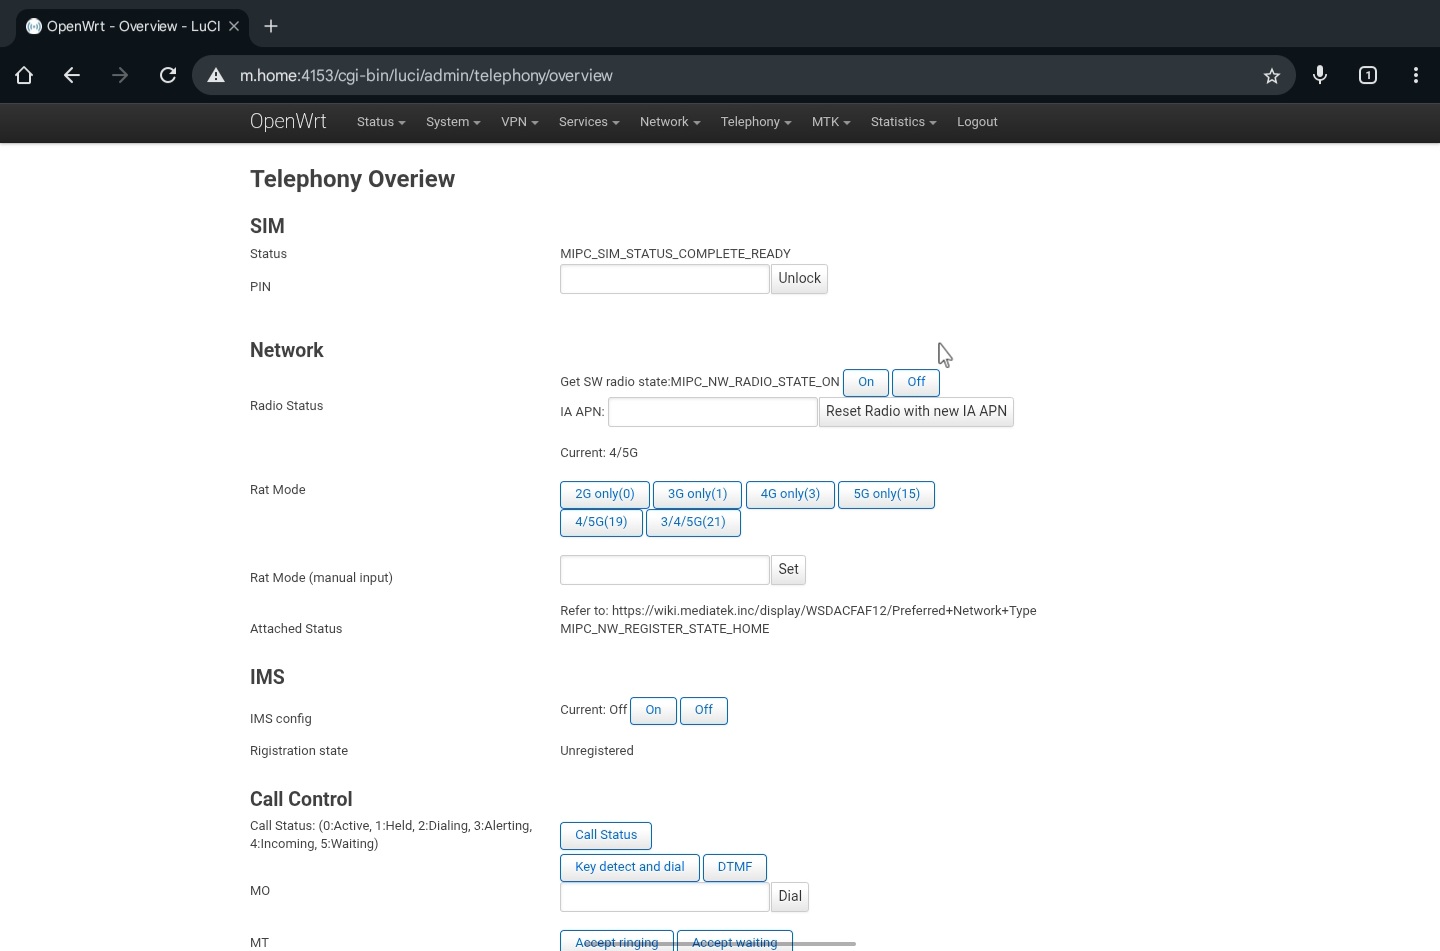 OpenWrt - Overview - LuCI
m.home:4153/cgi-bin/luci/admin/telephony/overview
1
OpenWrt Status System VPN Services Network Telephony MTK Statistics Logout
Telephony Overiew
SIM
Status MIPC_SIM_STATUS_COMPLETE_READY
PIN Unlock
Network
Get SW radio state:MIPC_NW_RADIO_STATE_ON On Off
Radio Status
IA APN: Reset Radio with new IA APN
Current: 4/5G
Rat Mode
2G only(0) 3G only(1) 4G only(3) 5G only(15)
4/5G(19) 3/4/5G(21)
Rat Mode (manual input) Set
Refer to: https://wiki.mediatek.inc/display/WSDACFAF12/Preferred+Network+Type
Attached Status MIPC_NW_REGISTER_STATE_HOME
IMS
IMS config Current: Off On Off
Rigistration state Unregistered
Call Control
Call Status: (0:Active, 1:Held, 2:Dialing, 3:Alerting,
4:Incoming, 5:Waiting)
Call Status
Key detect and dial DTMF
MO Dial
MT Accept ringing Accept waiting